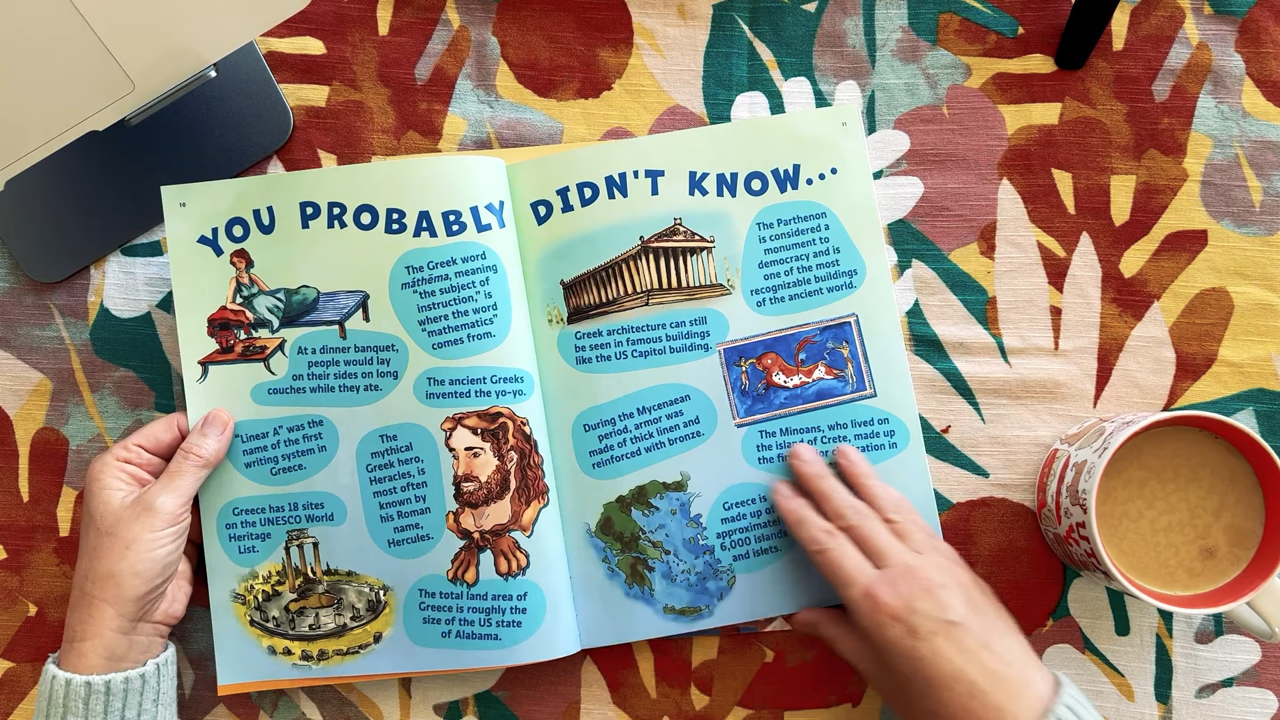 10
YOU PROBABLY DIDN'T KNOW...
11
The Greek word
máthēma, meaning
"the subject of
instruction," is
where the word
"mathematics"
comes from.
At a dinner banquet,
people would lay
on their sides on long
couches while they ate.
The ancient Greeks
invented the yo-yo.
"Linear A" was the
name of the first
writing system in
Greece.
The
mythical
Greek hero,
Heracles, is
most often
known by
his Roman
name,
Hercules.
Greece has 18 sites
on the UNESCO World
Heritage
List.
The total land area of
Greece is roughly the
size of the US state
of Alabama.
The Parthenon
is considered a
monument to
democracy and is
one of the most
recognizable buildings
of the ancient world.
Greek architecture can still
be seen in famous buildings
like the US Capitol building.
During the Mycenaean
period, armor was
made of thick linen and
reinforced with bronze.
The Minoans, who lived on
the island of Crete, made up
the in
Greece is
made up of
approximately
6,000 islands
and islets.